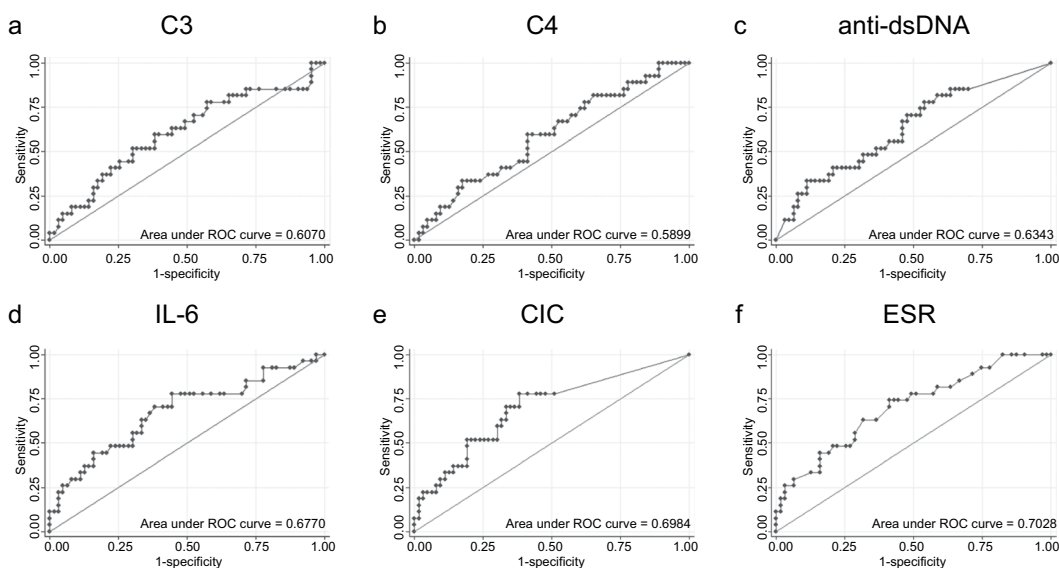 a C3
1.00
0.75
0.50
0.25
0.00
Sensitivity
Area under ROC curve = 0.6070
0.00 0.25 0.50 0.75 1.00
1-specificity
b C4
1.00
0.75
0.50
0.25
0.00
Sensitivity
Area under ROC curve = 0.5899
0.00 0.25 0.50 0.75 1.00
1-specificity
c anti-dsDNA
1.00
0.75
0.50
0.25
0.00
Sensitivity
Area under ROC curve = 0.6343
0.00 0.25 0.50 0.75 1.00
1-specificity
d IL-6
1.00
0.75
0.50
0.25
0.00
Sensitivity
Area under ROC curve = 0.6770
0.00 0.25 0.50 0.75 1.00
1-specificity
e CIC
1.00
0.75
0.50
0.25
0.00
Sensitivity
Area under ROC curve = 0.6984
0.00 0.25 0.50 0.75 1.00
1-specificity
f ESR
1.00
0.75
0.50
0.25
0.00
Sensitivity
Area under ROC curve = 0.7028
0.00 0.25 0.50 0.75 1.00
1-specificity